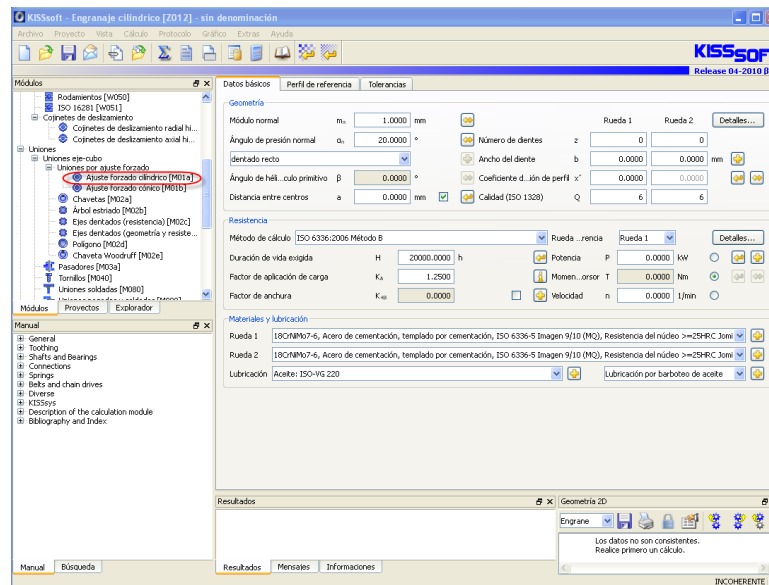 KISSsoft - Engranaje cilíndrico [Z012] - sin denominación
Archivo Proyecto Vista Cálculo Protocolo Gráfico Extras Ayuda
KISSSOF
Release 04-2010 β
Módulos
Rodamientos [W050]
ISO 16281 [W051]
Cojinetes de deslizamiento
Cojinetes de deslizamiento radial hi...
Cojinetes de deslizamiento axial hi...
Uniones
Uniones eje-cubo
Uniones por ajuste forzado
Ajuste forzado cilíndrico [M01a]
Ajuste forzado cónico [M01b]
Chavetas [M02a]
Árbol estriado [M02b]
Ejes dentados (resistencia) [M02c]
Ejes dentados (geometría y resiste...
Polígono [M02d]
Chaveta Woodruff [M02e]
Pasadores [M03a]
Tornillos [M040]
Uniones soldadas [M080]
Módulos Proyectos Explorador
Manual
General
Toothing
Shafts and Bearings
Connections
Springs
Belts and chain drives
Diverse
KISSsys
Description of the calculation module
Bibliography and Index
Manual Búsqueda
Datos básicos Perfil de referencia Tolerancias
Geometría
Rueda 1 Rueda 2 Detalles...
Módulo normal mₙ 1.0000 mm
Ángulo de presión normal αₙ 20.0000 ° Número de dientes z 0 0
dentado recto Ancho del diente b 0.0000 0.0000 mm
Ángulo de héli...culo primitivo β 0.0000 ° Coeficiente d...ión de perfil x* 0.0000 0.0000
Distancia entre centros a 0.0000 mm Calidad (ISO 1328) Q 6 6
Resistencia
Método de cálculo ISO 6336:2006 Método B Rueda ...rencia Rueda 1 Detalles...
Duración de vida exigida H 20000.0000 h Potencia P 0.0000 kW
Factor de aplicación de carga Kₐ 1.2500 Momen...orsor T 0.0000 Nm
Factor de anchura 0.0000 Velocidad n 0.0000 1/min
Materiales y lubricación
Rueda 1 18CrNiMo7-6, Acero de cementación, templado por cementación, ISO 6336-5 Imagen 9/10 (MQ), Resistencia del núcleo >=25HRC Jomi
Rueda 2 18CrNiMo7-6, Acero de cementación, templado por cementación, ISO 6336-5 Imagen 9/10 (MQ), Resistencia del núcleo >=25HRC Jomi
Lubricación Aceite: ISO-VG 220 Lubricación por barboteo de aceite
Resultados
Resultados Mensajes Informaciones
Geometría 2D
Engrane
Los datos no son consistentes.
Realice primero un cálculo.
INCOHERENTE